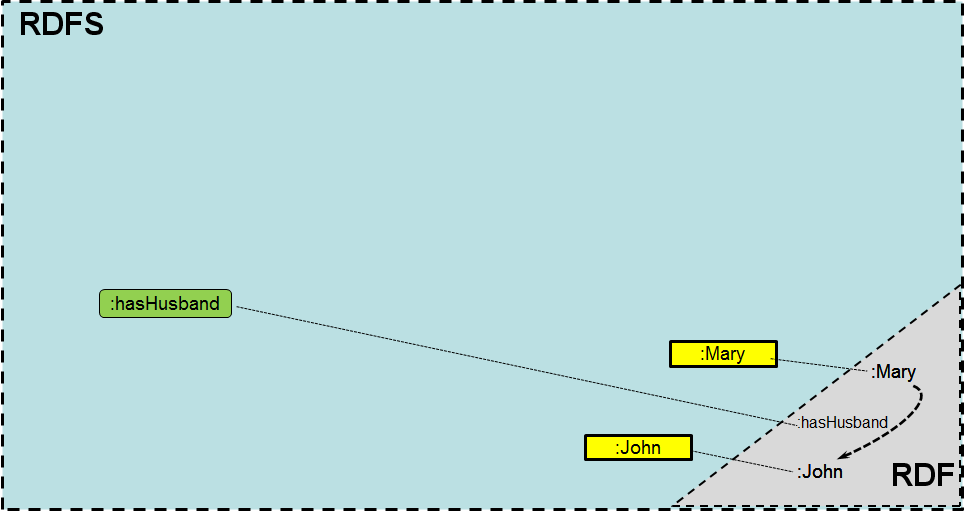 RDFS
:hasHusband
:Mary
:Mary
:hasHusband
:John
:John
RDF